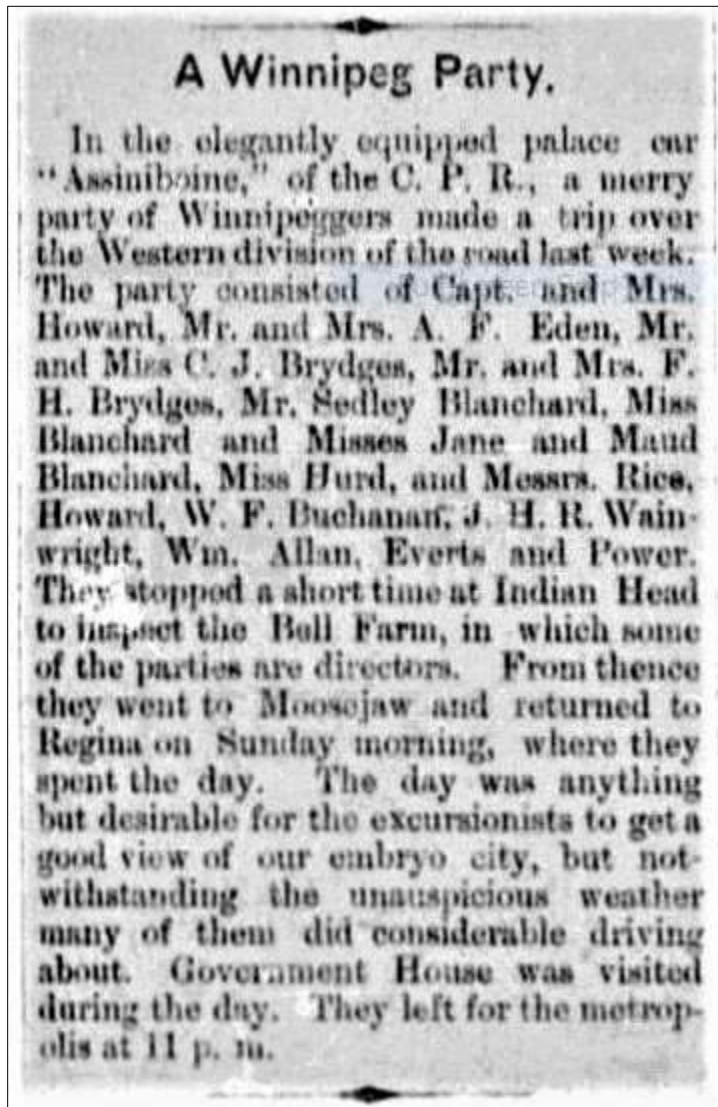 A Winnipeg Party.
In the elegantly equipped palace car
"Assiniboine," of the C. P. R., a merry
party of Winnipeggers made a trip over
the Western division of the road last week.
The party consisted of Capt. and Mrs.
Howard, Mr. and Mrs. A. F. Eden, Mr.
and Miss C. J. Brydges, Mr. and Mrs. F.
H. Brydges, Mr. Sedley Blanchard, Miss
Blanchard and Misses Jane and Maud
Blanchard, Miss Hurd, and Messrs. Rice,
Howard, W. F. Buchanan, J. H. R. Wain-
wright, Wm. Allan, Everts and Power.
They stopped a short time at Indian Head
to inspect the Bell Farm, in which some
of the parties are directors. From thence
they went to Moosejaw and returned to
Regina on Sunday morning, where they
spent the day. The day was anything
but desirable for the excursionists to get a
good view of our embryo city, but not-
withstanding the unauspicious weather
many of them did considerable driving
about. Government House was visited
during the day. They left for the metrop-
olis at 11 p. m.